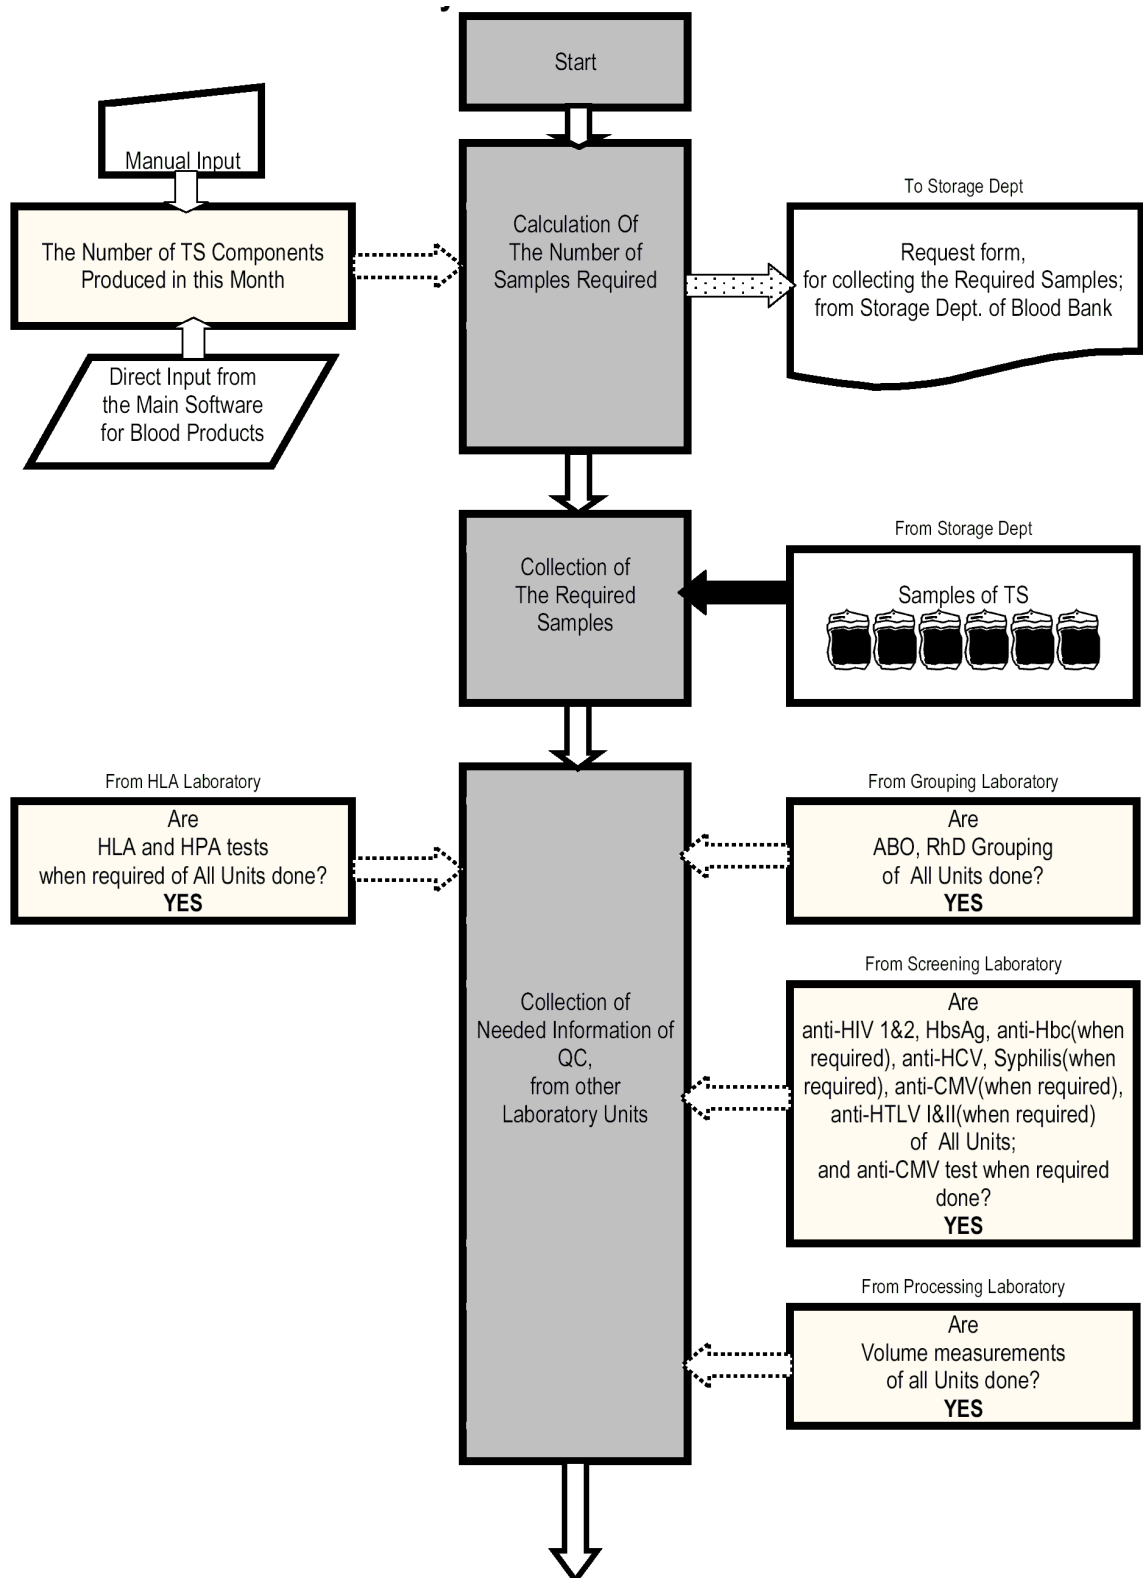 Start
Manual Input
The Number of TS Components
Produced in this Month
Direct Input from
the Main Software
for Blood Products
Calculation Of
The Number of
Samples Required
To Storage Dept
Request form,
for collecting the Required Samples;
from Storage Dept. of Blood Bank
Collection of
The Required
Samples
From Storage Dept
Samples of TS
From HLA Laboratory
Are
HLA and HPA tests
when required of All Units done?
YES
Collection of
Needed Information of
QC,
from other
Laboratory Units
From Grouping Laboratory
Are
ABO, RhD Grouping
of All Units done?
YES
From Screening Laboratory
Are
anti-HIV 1&2, HbsAg, anti-Hbc(when
required), anti-HCV, Syphilis(when
required), anti-CMV(when required),
anti-HTLV I&II(when required)
of All Units;
and anti-CMV test when required
done?
YES
From Processing Laboratory
Are
Volume measurements
of all Units done?
YES